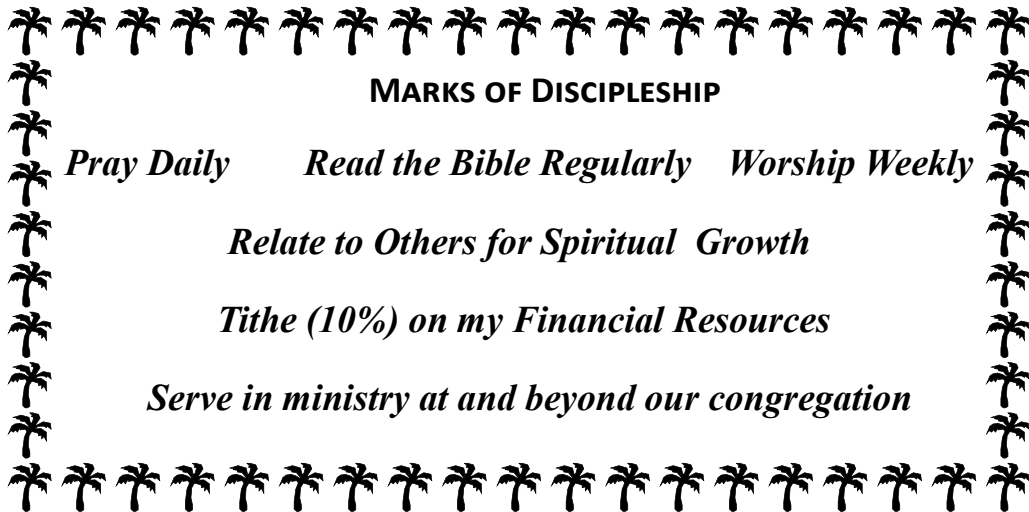 MARKS OF DISCIPLESHIP
Pray Daily Read the Bible Regularly Worship Weekly
Relate to Others for Spiritual Growth
Tithe (10%) on my Financial Resources
Serve in ministry at and beyond our congregation